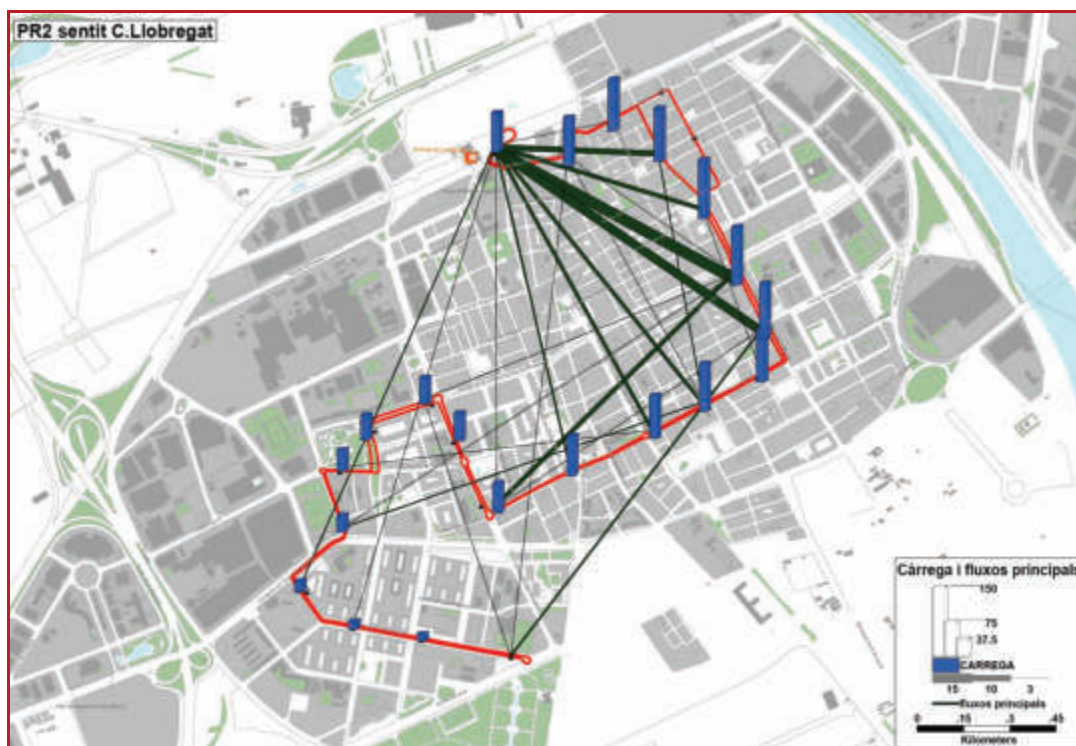 PR2 sentit C.Llobregat
Càrrega i fluxos principals
150
75
37.5
CARREGA
15 10 3
fluxos principals
0 .15 .3 .45
Kilometers